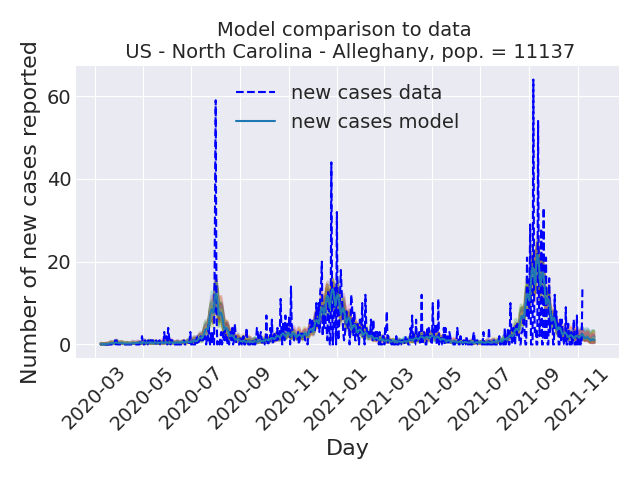 Model comparison to data
US - North Carolina - Alleghany, pop. = 11137
Number of new cases reported
60
40
20
0
new cases data
new cases model
2020-03
2020-05
2020-07
2020-09
2020-11
2021-01
2021-03
2021-05
2021-07
2021-09
2021-11
Day